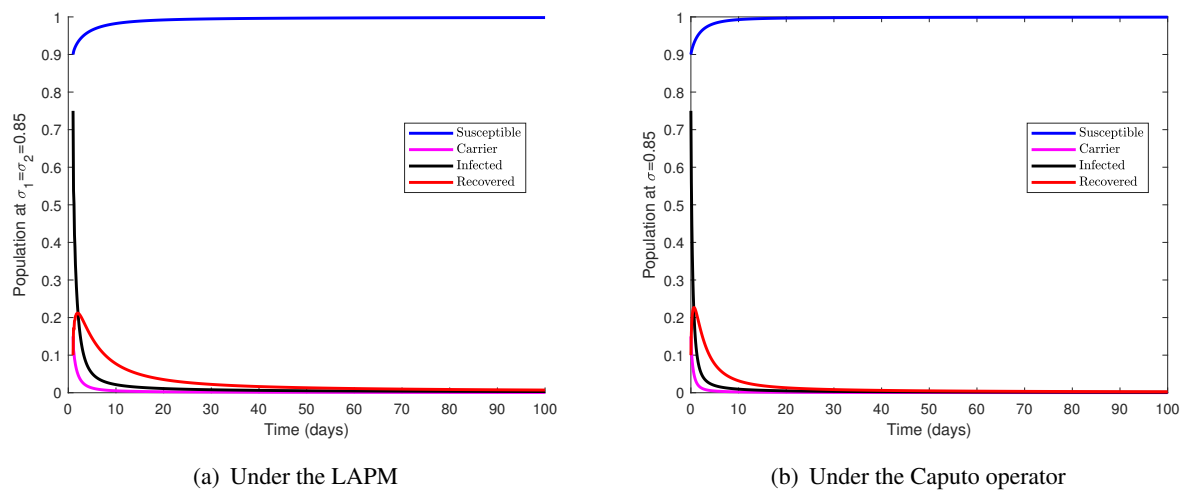 1
0.9
0.8
0.7
0.6
0.5
0.4
0.3
0.2
0.1
0
Population at σ1=σ2=0.85
Susceptible
Carrier
Infected
Recovered
0 10 20 30 40 50 60 70 80 90 100
Time (days)
(a) Under the LAPM
1
0.9
0.8
0.7
0.6
0.5
0.4
0.3
0.2
0.1
0
Population at σ=0.85
Susceptible
Carrier
Infected
Recovered
0 10 20 30 40 50 60 70 80 90 100
Time (days)
(b) Under the Caputo operator